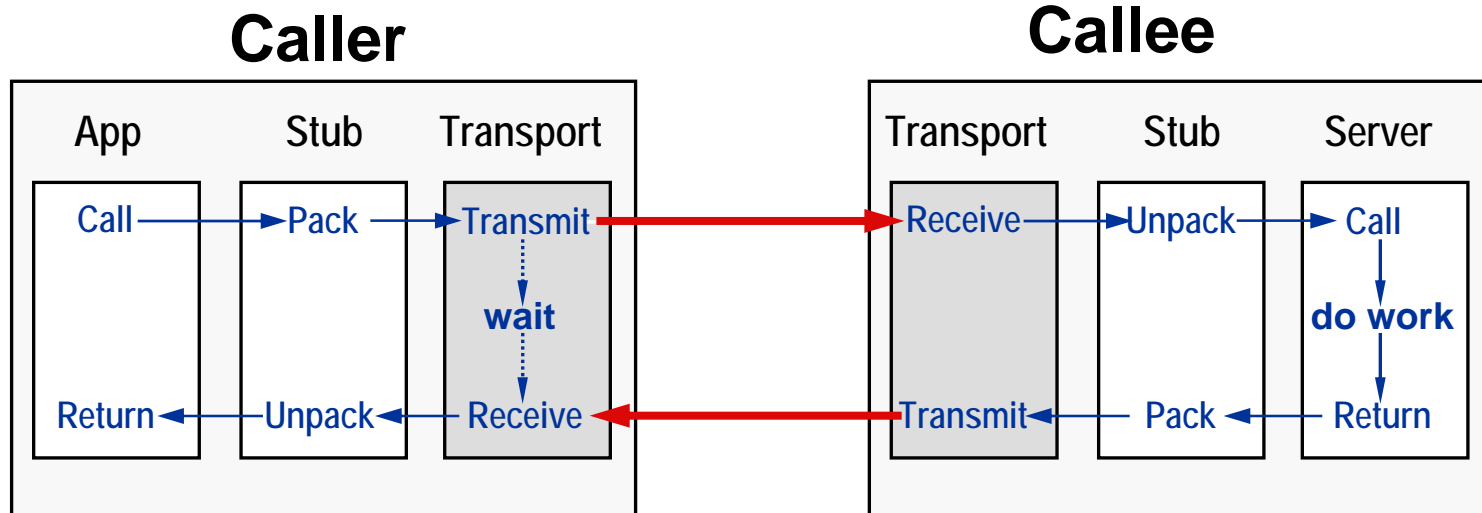 Caller
Callee
App Stub Transport
Transport Stub Server
Call Pack Transmit
Receive Unpack Call
wait
do work
Return Unpack Receive
Transmit Pack Return